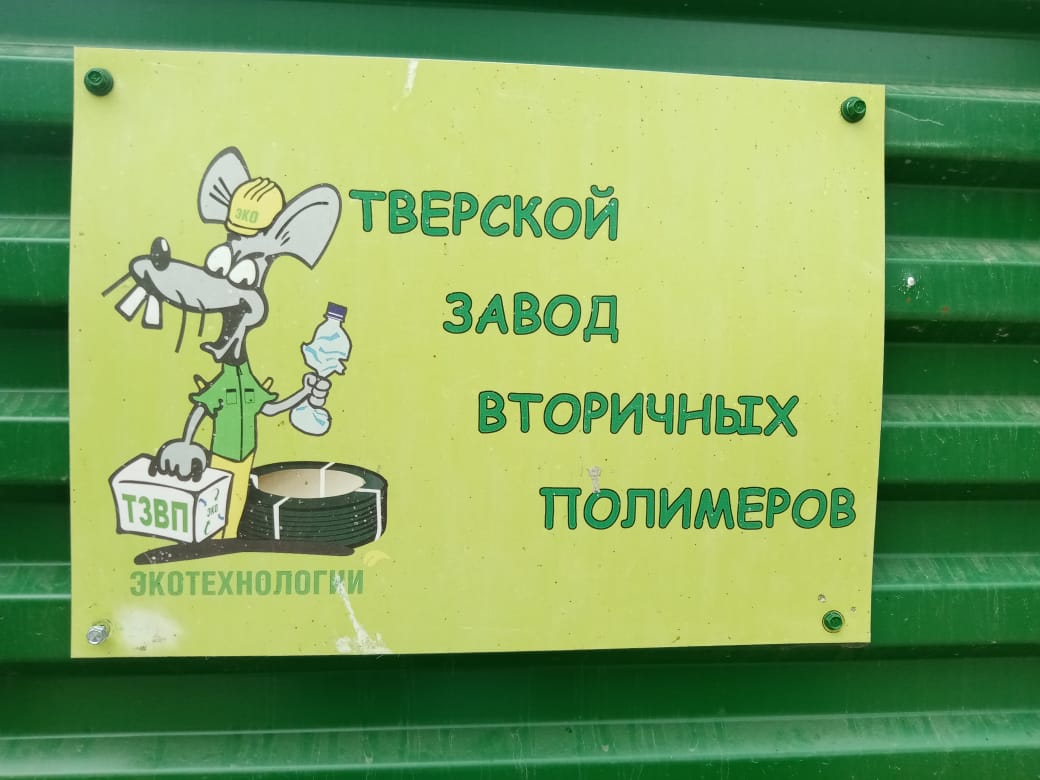 ЭКО
ТВЕРСКОЙ
ЗАВОД
ВТОРИЧНЫХ
ПОЛИМЕРОВ
ТЗВП
ЭКО
ЭКОТЕХНОЛОГИИ